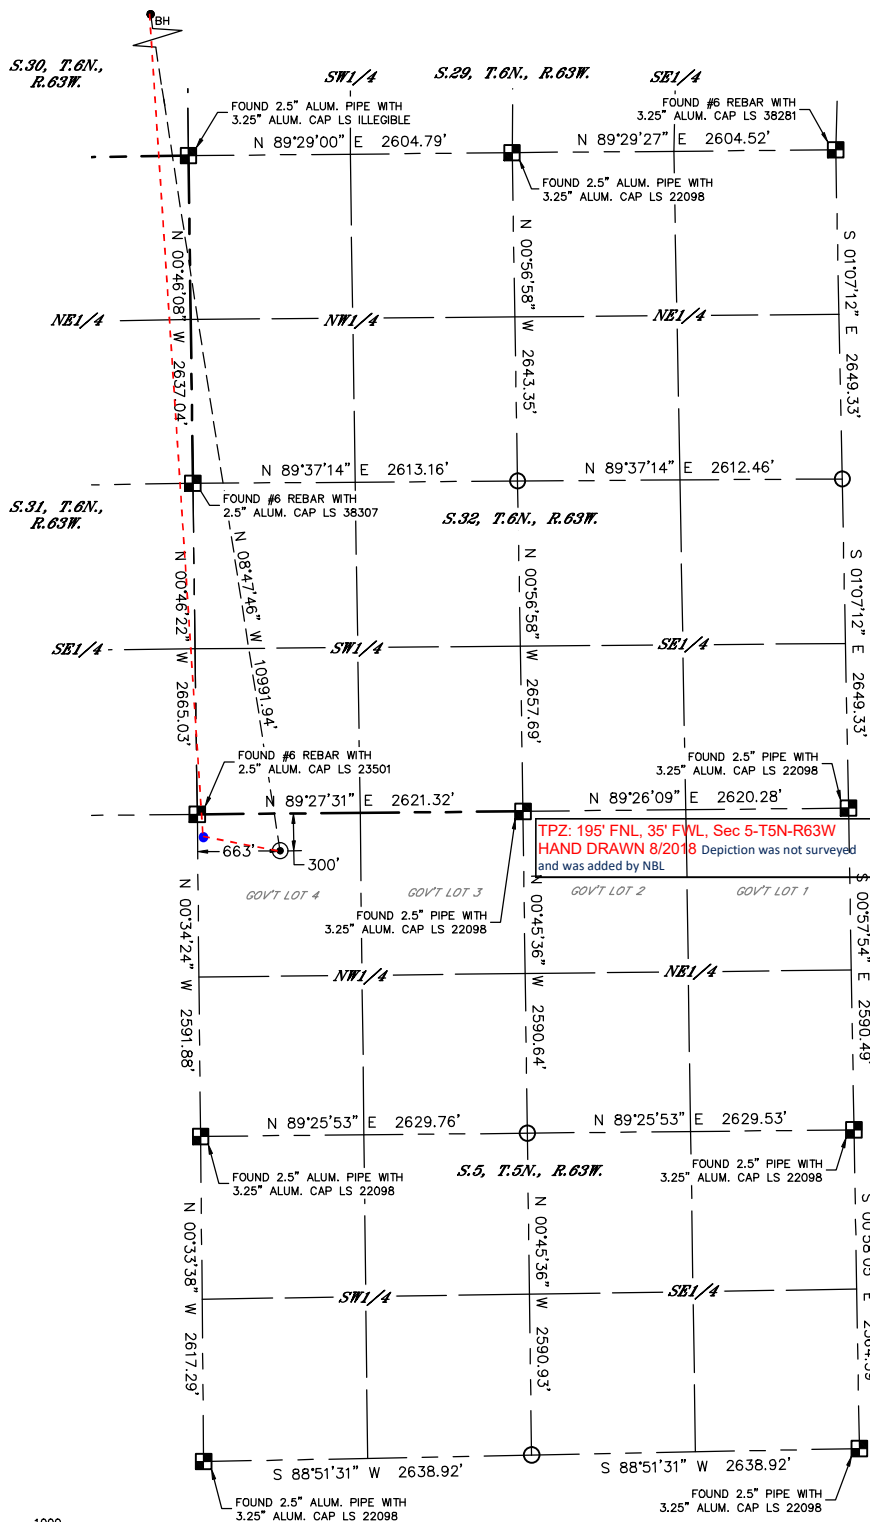 BH
S.30, T.6N.,
R.63W.
SW1/4
S.29, T.6N., R.63W.
SE1/4
FOUND 2.5" ALUM. PIPE WITH
3.25" ALUM. CAP LS ILLEGIBLE
FOUND #6 REBAR WITH
3.25" ALUM. CAP LS 38281
N 89°29'00" E 2604.79'
N 89°29'27" E 2604.52'
FOUND 2.5" ALUM. PIPE WITH
3.25" ALUM. CAP LS 22098
N 00°46'08" W 2637.04'
N 00°56'58" W 2643.35'
S 01°07'12" E 2649.33'
NE1/4
NW1/4
NE1/4
N 89°37'14" E 2613.16'
N 89°37'14" E 2612.46'
FOUND #6 REBAR WITH
2.5" ALUM. CAP LS 38307
S.31, T.6N.,
R.63W.
S.32, T.6N., R.63W.
N 00°46'22" W 2665.03'
N 08°47'46" W 10991.94'
N 00°56'58" W 2657.69'
S 01°07'12" E 2649.33'
SE1/4
SW1/4
SE1/4
FOUND #6 REBAR WITH
2.5" ALUM. CAP LS 23501
FOUND 2.5" PIPE WITH
3.25" ALUM. CAP LS 22098
N 89°27'31" E 2621.32'
N 89°26'09" E 2620.28'
TPZ: 195' FNL, 35' FWL, Sec 5-T5N-R63W
HAND DRAWN 8/2018 Depiction was not surveyed
and was added by NBL
663'
300'
GOV'T LOT 4
GOV'T LOT 3
GOV'T LOT 2
GOV'T LOT 1
FOUND 2.5" PIPE WITH
3.25" ALUM. CAP LS 22098
N 00°34'24" W 2591.88'
N 00°45'36" W 2590.64'
S 00°57'54" E 2590.49'
NW1/4
NE1/4
N 89°25'53" E 2629.76'
N 89°25'53" E 2629.53'
FOUND 2.5" ALUM. PIPE WITH
3.25" ALUM. CAP LS 22098
S.5, T.5N., R.63W.
FOUND 2.5" PIPE WITH
3.25" ALUM. CAP LS 22098
N 00°33'38" W 2617.29'
N 00°45'36" W 2590.93'
S 00°58'05" E
SW1/4
SE1/4
S 88°51'31" W 2638.92'
S 88°51'31" W 2638.92'
FOUND 2.5" ALUM. PIPE WITH
3.25" ALUM. CAP LS 22098
FOUND 2.5" PIPE WITH
3.25" ALUM. CAP LS 22098